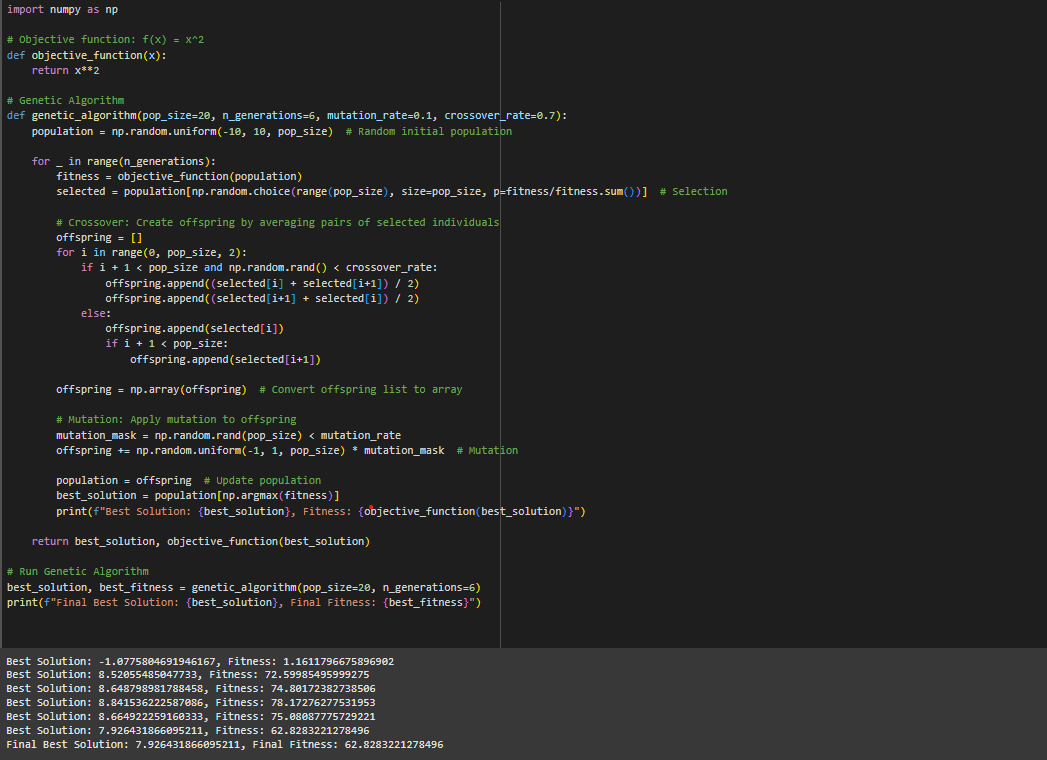 import numpy as np

# Objective function: f(x) = x^2
def objective_function(x):
    return x**2

# Genetic Algorithm
def genetic_algorithm(pop_size=20, n_generations=6, mutation_rate=0.1, crossover_rate=0.7):
    population = np.random.uniform(-10, 10, pop_size)  # Random initial population

    for _ in range(n_generations):
        fitness = objective_function(population)
        selected = population[np.random.choice(range(pop_size), size=pop_size, p=fitness/fitness.sum())]  # Selection

        # Crossover: Create offspring by averaging pairs of selected individuals
        offspring = []
        for i in range(0, pop_size, 2):
            if i + 1 < pop_size and np.random.rand() < crossover_rate:
                offspring.append((selected[i] + selected[i+1]) / 2)
                offspring.append((selected[i+1] + selected[i]) / 2)
            else:
                offspring.append(selected[i])
                if i + 1 < pop_size:
                    offspring.append(selected[i+1])

        offspring = np.array(offspring)  # Convert offspring list to array

        # Mutation: Apply mutation to offspring
        mutation_mask = np.random.rand(pop_size) < mutation_rate
        offspring += np.random.uniform(-1, 1, pop_size) * mutation_mask  # Mutation

        population = offspring  # Update population
        best_solution = population[np.argmax(fitness)]
        print(f"Best Solution: {best_solution}, Fitness: {objective_function(best_solution)}")

    return best_solution, objective_function(best_solution)

# Run Genetic Algorithm
best_solution, best_fitness = genetic_algorithm(pop_size=20, n_generations=6)
print(f"Final Best Solution: {best_solution}, Final Fitness: {best_fitness}")

Best Solution: -1.0775804691946167, Fitness: 1.1611796675896902
Best Solution: 8.52055485047733, Fitness: 72.59985495999275
Best Solution: 8.648798981788458, Fitness: 74.80172382738506
Best Solution: 8.841536222587086, Fitness: 78.17276277531953
Best Solution: 8.664922259160333, Fitness: 75.08087775729221
Best Solution: 7.926431866095211, Fitness: 62.8283221278496
Final Best Solution: 7.926431866095211, Final Fitness: 62.8283221278496